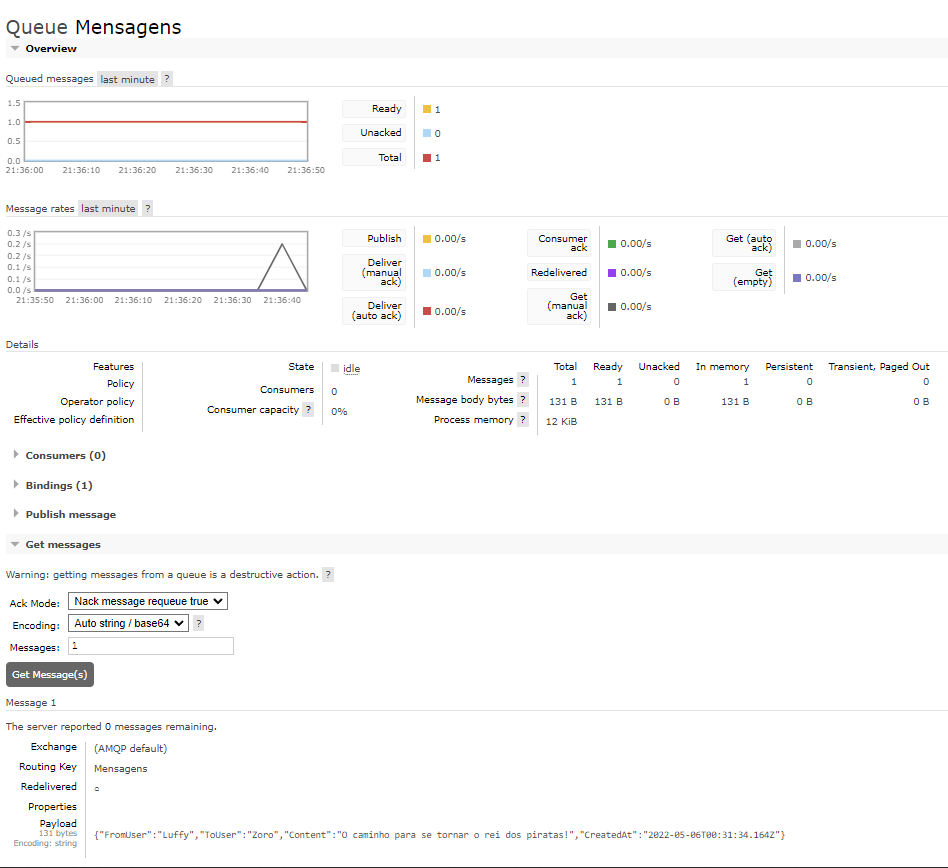 Queue Mensagens
Overview
Queued messages last minute ?
1.5
1.0
0.5
0.0
21:36:00 21:36:10 21:36:20 21:36:30 21:36:40 21:36:50
Ready 1
Unacked 0
Total 1
Message rates last minute ?
0.3 /s
0.2 /s
0.2 /s
0.1 /s
0.1 /s
0.0 /s
21:35:50 21:36:00 21:36:10 21:36:20 21:36:30 21:36:40
Publish 0.00/s
Deliver (manual ack) 0.00/s
Deliver (auto ack) 0.00/s
Consumer ack 0.00/s
Redelivered 0.00/s
Get (manual ack) 0.00/s
Get (auto ack) 0.00/s
Get (empty) 0.00/s
Details
Features
Policy
Operator policy
Effective policy definition
State idle
Consumers 0
Consumer capacity ? 0%
Total Ready Unacked In memory Persistent Transient, Paged Out
Messages ? 1 1 0 1 0 0
Message body bytes ? 131 B 131 B 0 B 131 B 0 B 0 B
Process memory ? 12 KiB
Consumers (0)
Bindings (1)
Publish message
Get messages
Warning: getting messages from a queue is a destructive action. ?
Ack Mode: Nack message requeue true
Encoding: Auto string / base64 ?
Messages: 1
Get Message(s)
Message 1
The server reported 0 messages remaining.
Exchange (AMQP default)
Routing Key Mensagens
Redelivered ○
Properties
Payload
131 bytes
Encoding: string
{"FromUser":"Luffy","ToUser":"Zoro","Content":"O caminho para se tornar o rei dos piratas!","CreatedAt":"2022-05-06T00:31:34.164Z"}